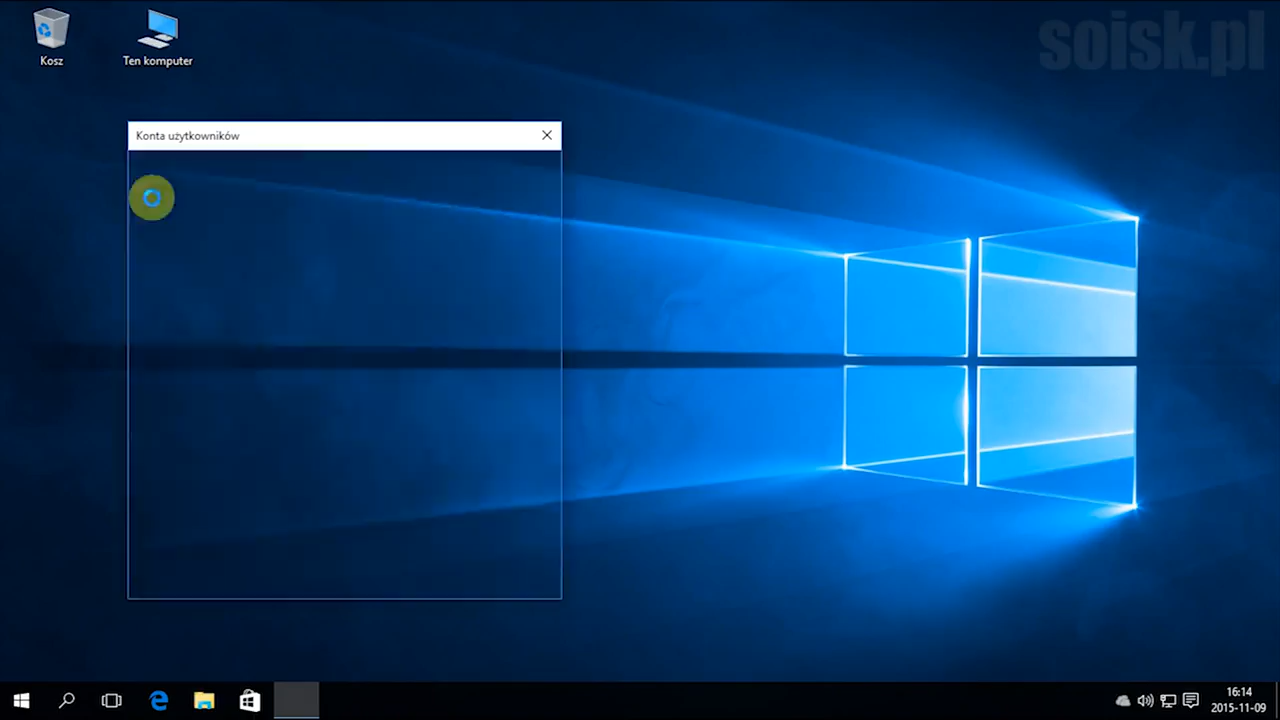 soisk.pl
Kosz
Ten komputer
Konta użytkowników
16:14
2015-11-09